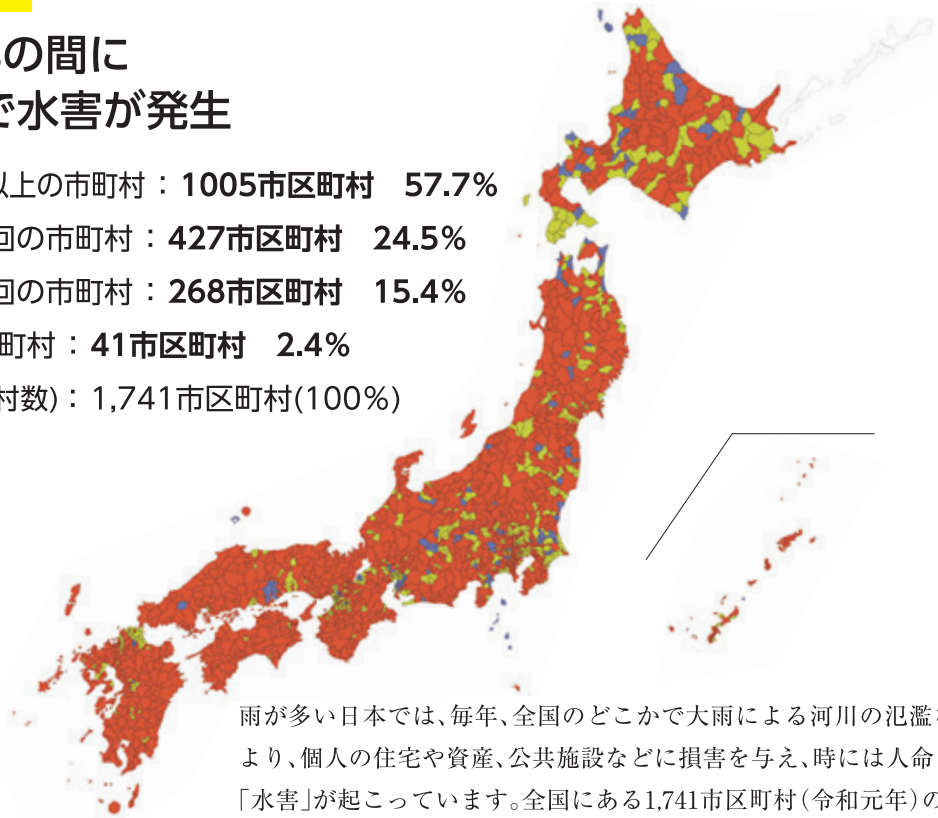 の間に
で水害が発生
以上の市町村：1005市区町村　57.7%
回の市町村：427市区町村　24.5%
回の市町村：268市区町村　15.4%
町村：41市区町村　2.4%
村数)：1,741市区町村(100%)
雨が多い日本では、毎年、全国のどこかで大雨による河川の氾濫
より、個人の住宅や資産、公共施設などに損害を与え、時には人命
「水害」が起こっています。全国にある1,741市区町村(令和元年)の